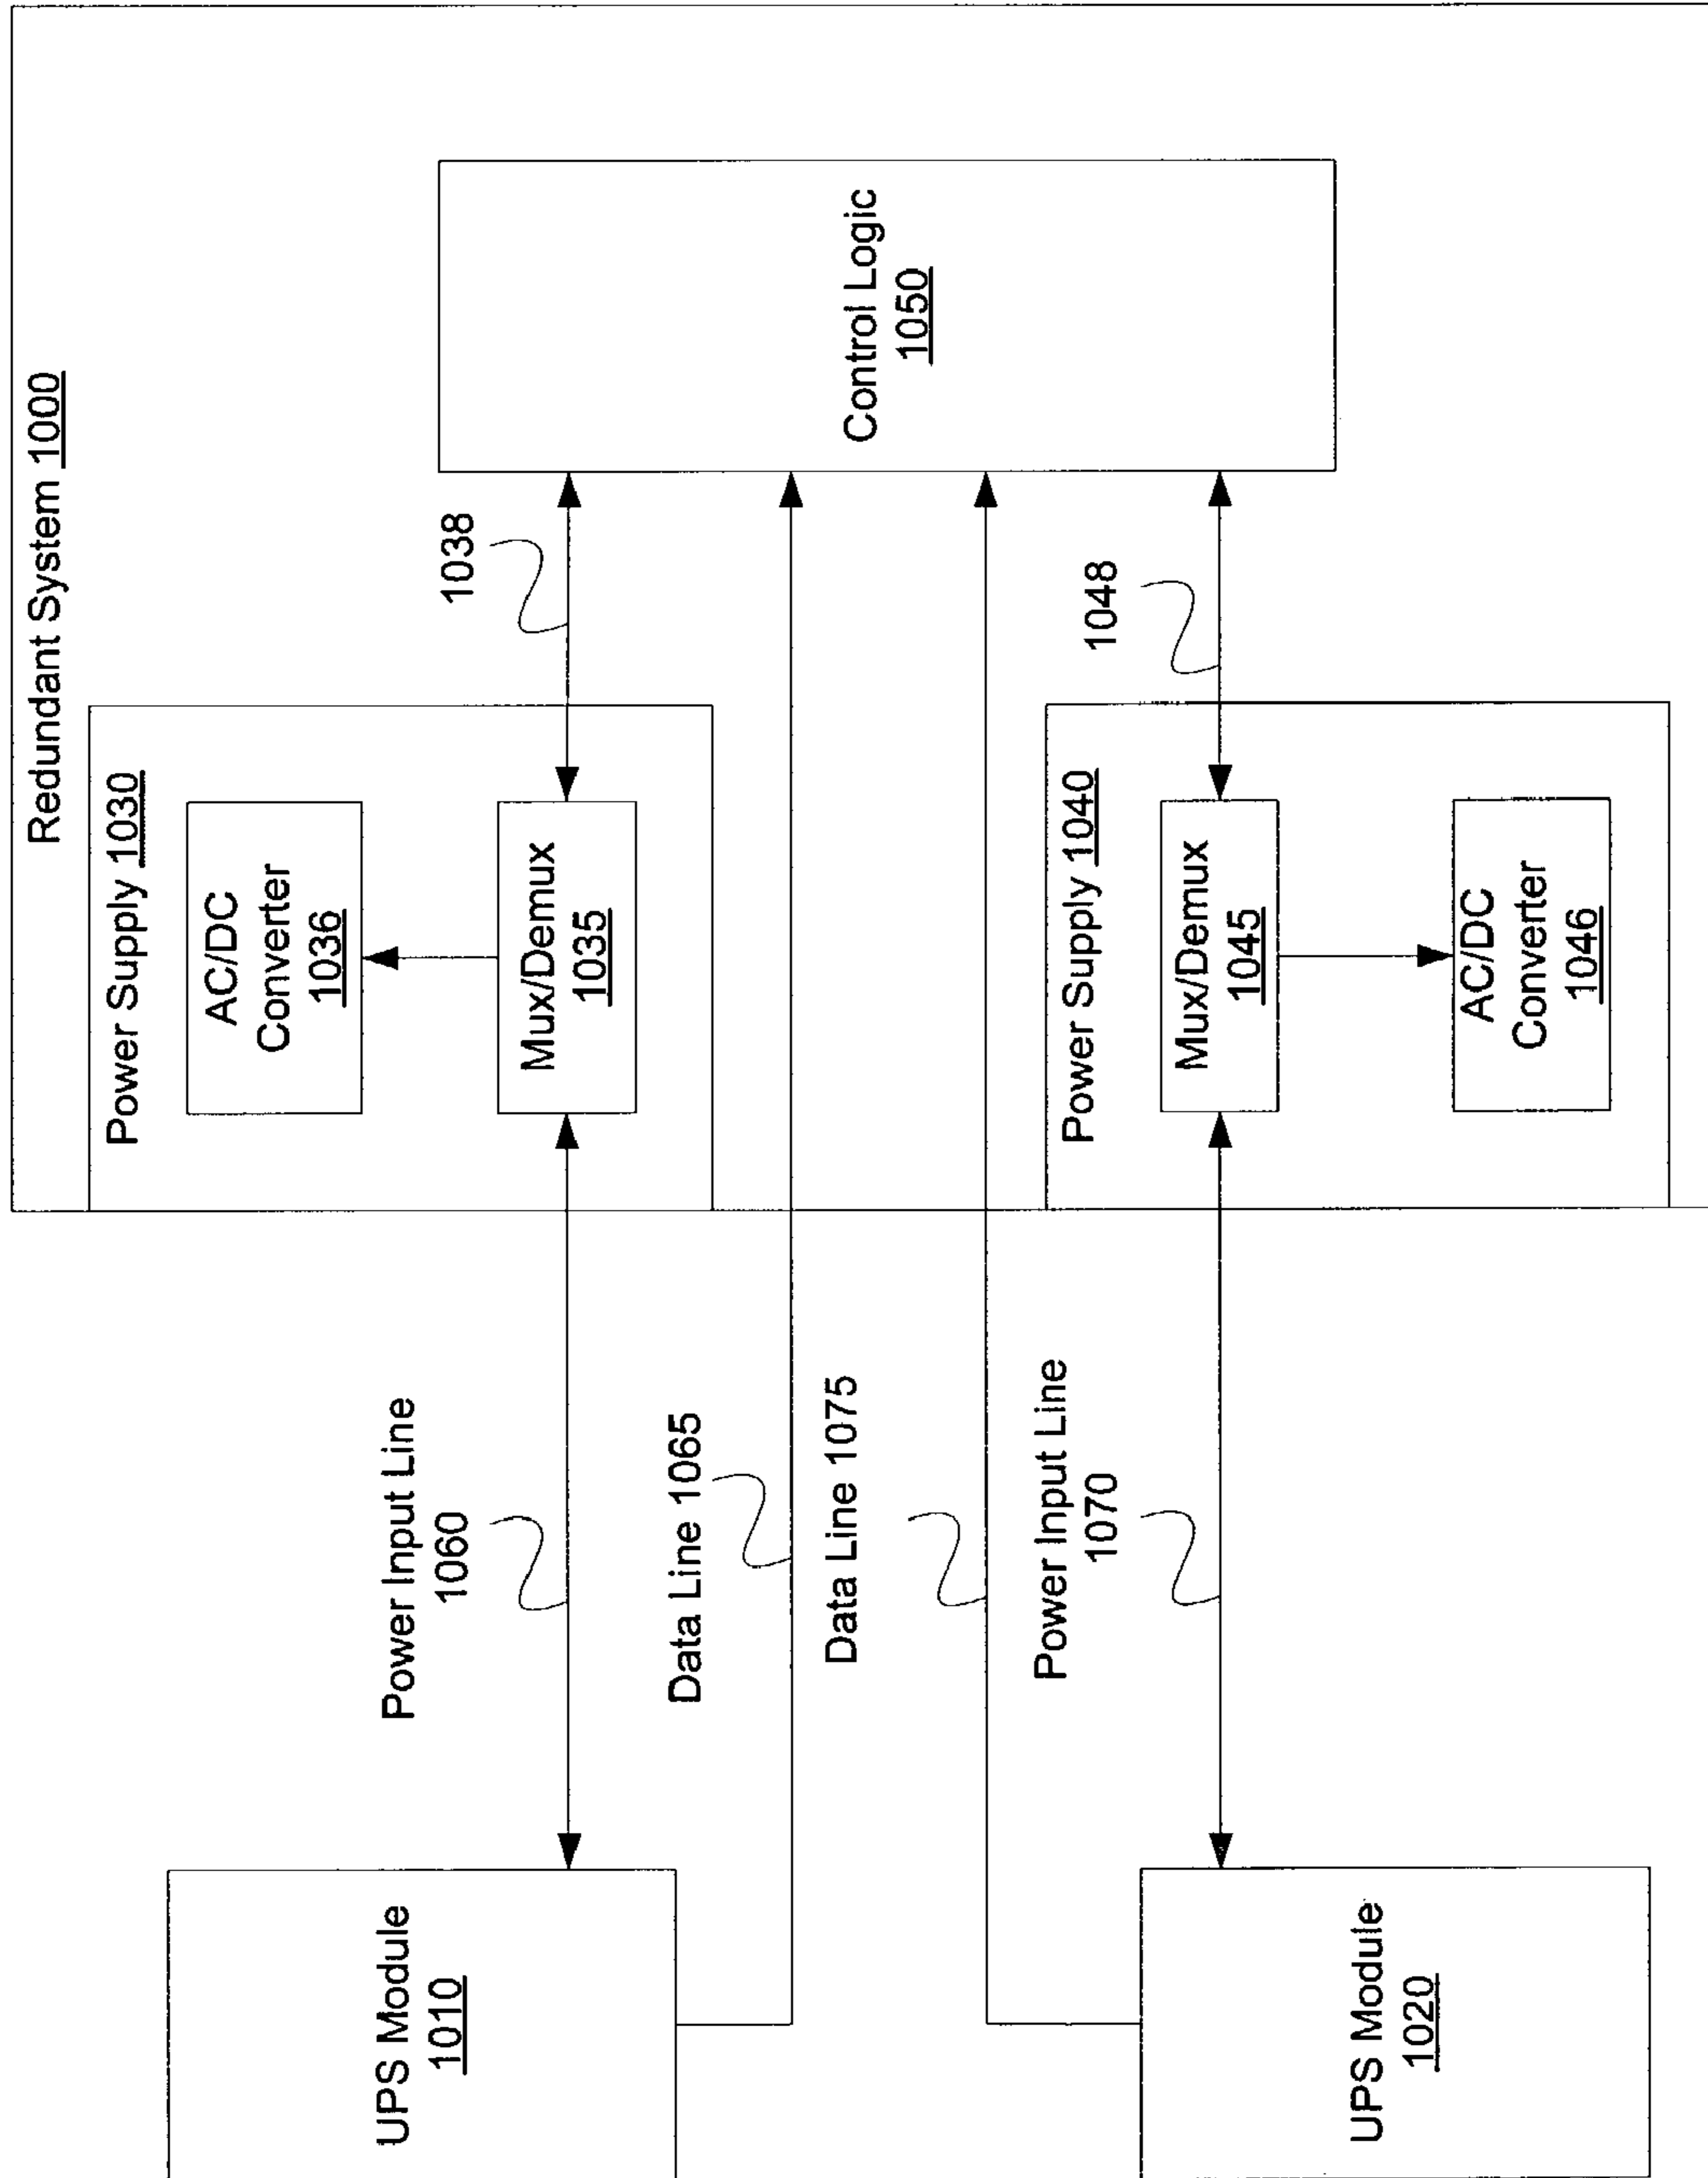 Redundant System 1000
Power Supply 1030
AC/DC
Converter
1036
Mux/Demux
1035
1038
Control Logic
1050
UPS Module
1010
Power Input Line
1060
Data Line 1065
Data Line 1075
Power Input Line
1070
UPS Module
1020
Power Supply 1040
Mux/Demux
1045
1048
AC/DC
Converter
1046